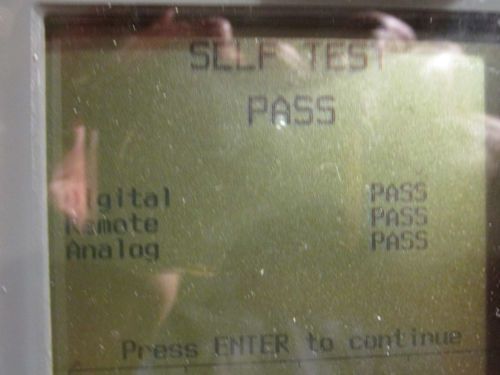 SELF TEST
PASS
Digital PASS
Remote PASS
Analog PASS
Press ENTER to continue